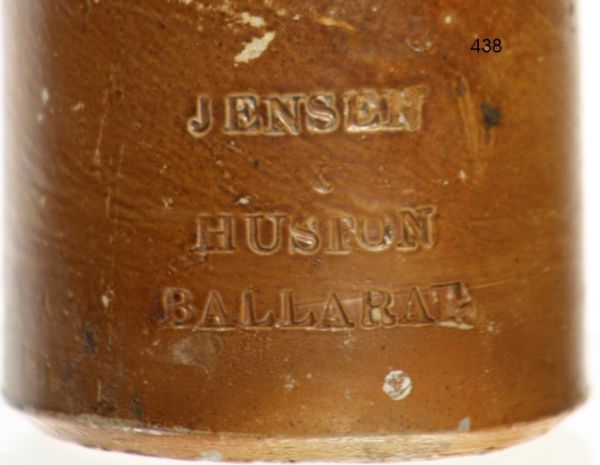 438
JENSEN
HUSTON
BALLARAT